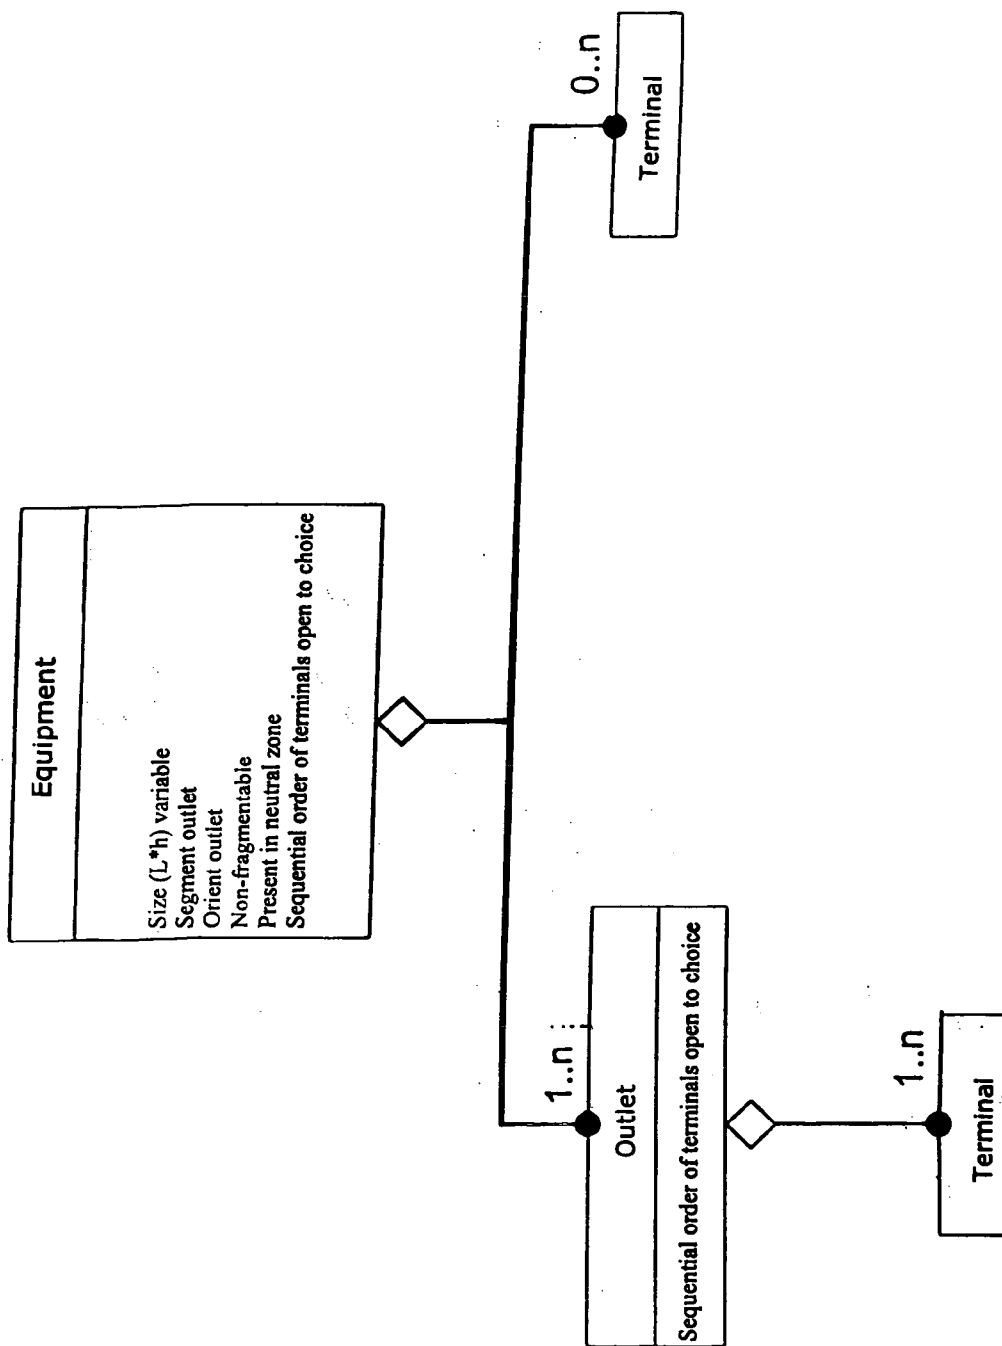 Equipment
Size (L*h) variable
Segment outlet
Orient outlet
Non-fragmentable
Present in neutral zone
Sequential order of terminals open to choice
1..n
0..n
Outlet
Sequential order of terminals open to choice
Terminal
1..n
Terminal